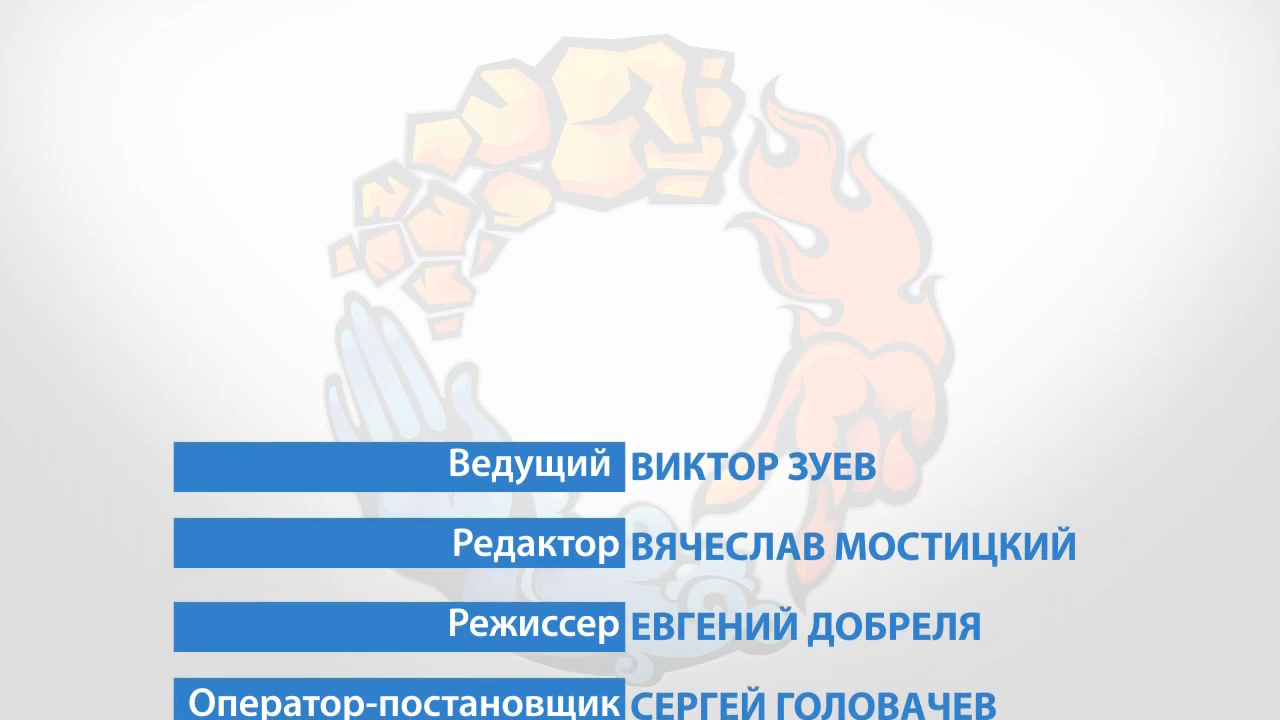 Ведущий ВИКТОР ЗУЕВ
Редактор ВЯЧЕСЛАВ МОСТИЦКИЙ
Режиссер ЕВГЕНИЙ ДОБРЕЛЯ
Оператор-постановщик СЕРГЕЙ ГОЛОВАЧЕВ